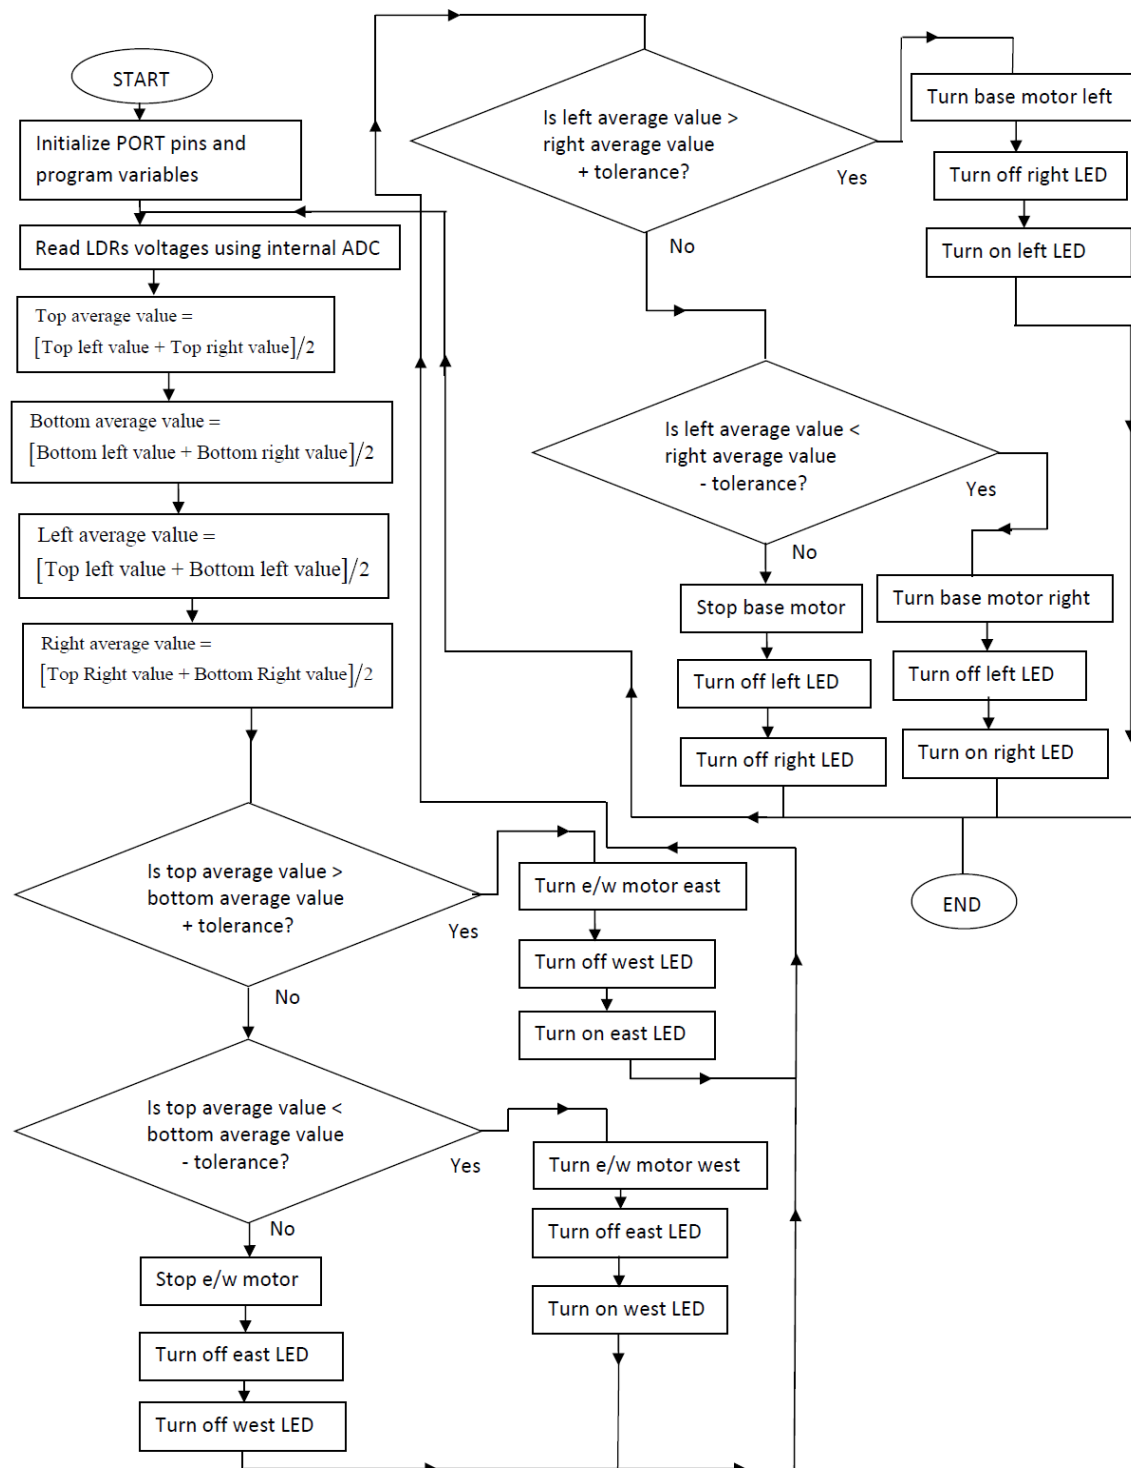 START
Initialize PORT pins and
program variables
Read LDRs voltages using internal ADC
Top average value =
[Top left value + Top right value]/2
Bottom average value =
[Bottom left value + Bottom right value]/2
Left average value =
[Top left value + Bottom left value]/2
Right average value =
[Top Right value + Bottom Right value]/2
Is top average value >
bottom average value
+ tolerance?
Yes
No
Turn e/w motor east
Turn off west LED
Turn on east LED
Is top average value <
bottom average value
- tolerance?
Yes
No
Turn e/w motor west
Turn off east LED
Turn on west LED
Stop e/w motor
Turn off east LED
Turn off west LED
Is left average value >
right average value
+ tolerance?
Yes
No
Turn base motor left
Turn off right LED
Turn on left LED
Is left average value <
right average value
- tolerance?
Yes
No
Stop base motor
Turn off left LED
Turn off right LED
Turn base motor right
Turn off left LED
Turn on right LED
END